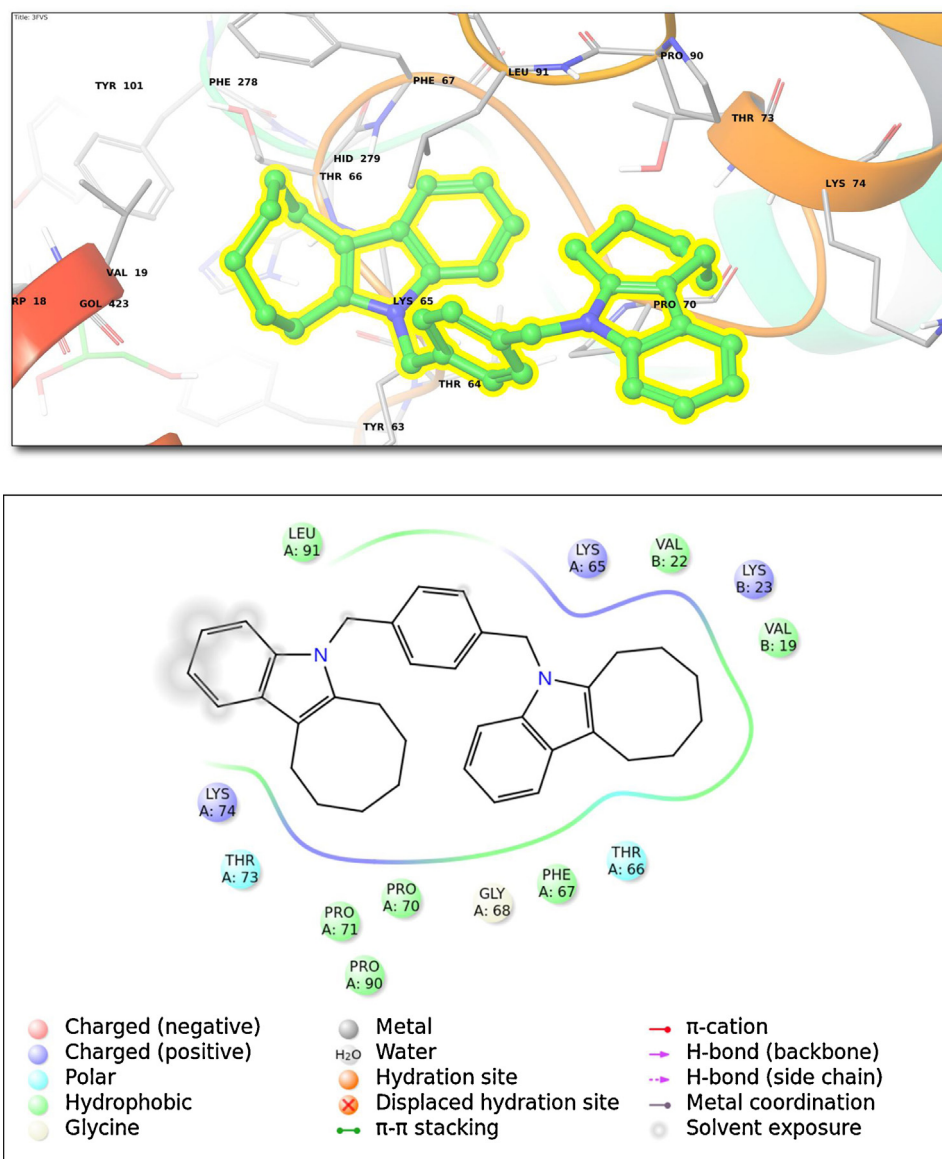 Title: 3FVS
PRO 90
LEU 91
PHE 278
PHE 67
TYR 101
THR 73
HID 279
THR 66
LYS 74
VAL 19
RP 18
GOL 423
LYS 65
PRO 70
THR 64
TYR 63
LEU
A: 91
LYS
A: 65
VAL
B: 22
LYS
B: 23
VAL
B: 19
N
N
LYS
A: 74
THR
A: 73
PRO
A: 71
PRO
A: 70
PRO
A: 90
GLY
A: 68
PHE
A: 67
THR
A: 66
Charged (negative)
Charged (positive)
Polar
Hydrophobic
Glycine
Metal
H₂O Water
Hydration site
Displaced hydration site
π-π stacking
π-cation
H-bond (backbone)
H-bond (side chain)
Metal coordination
Solvent exposure